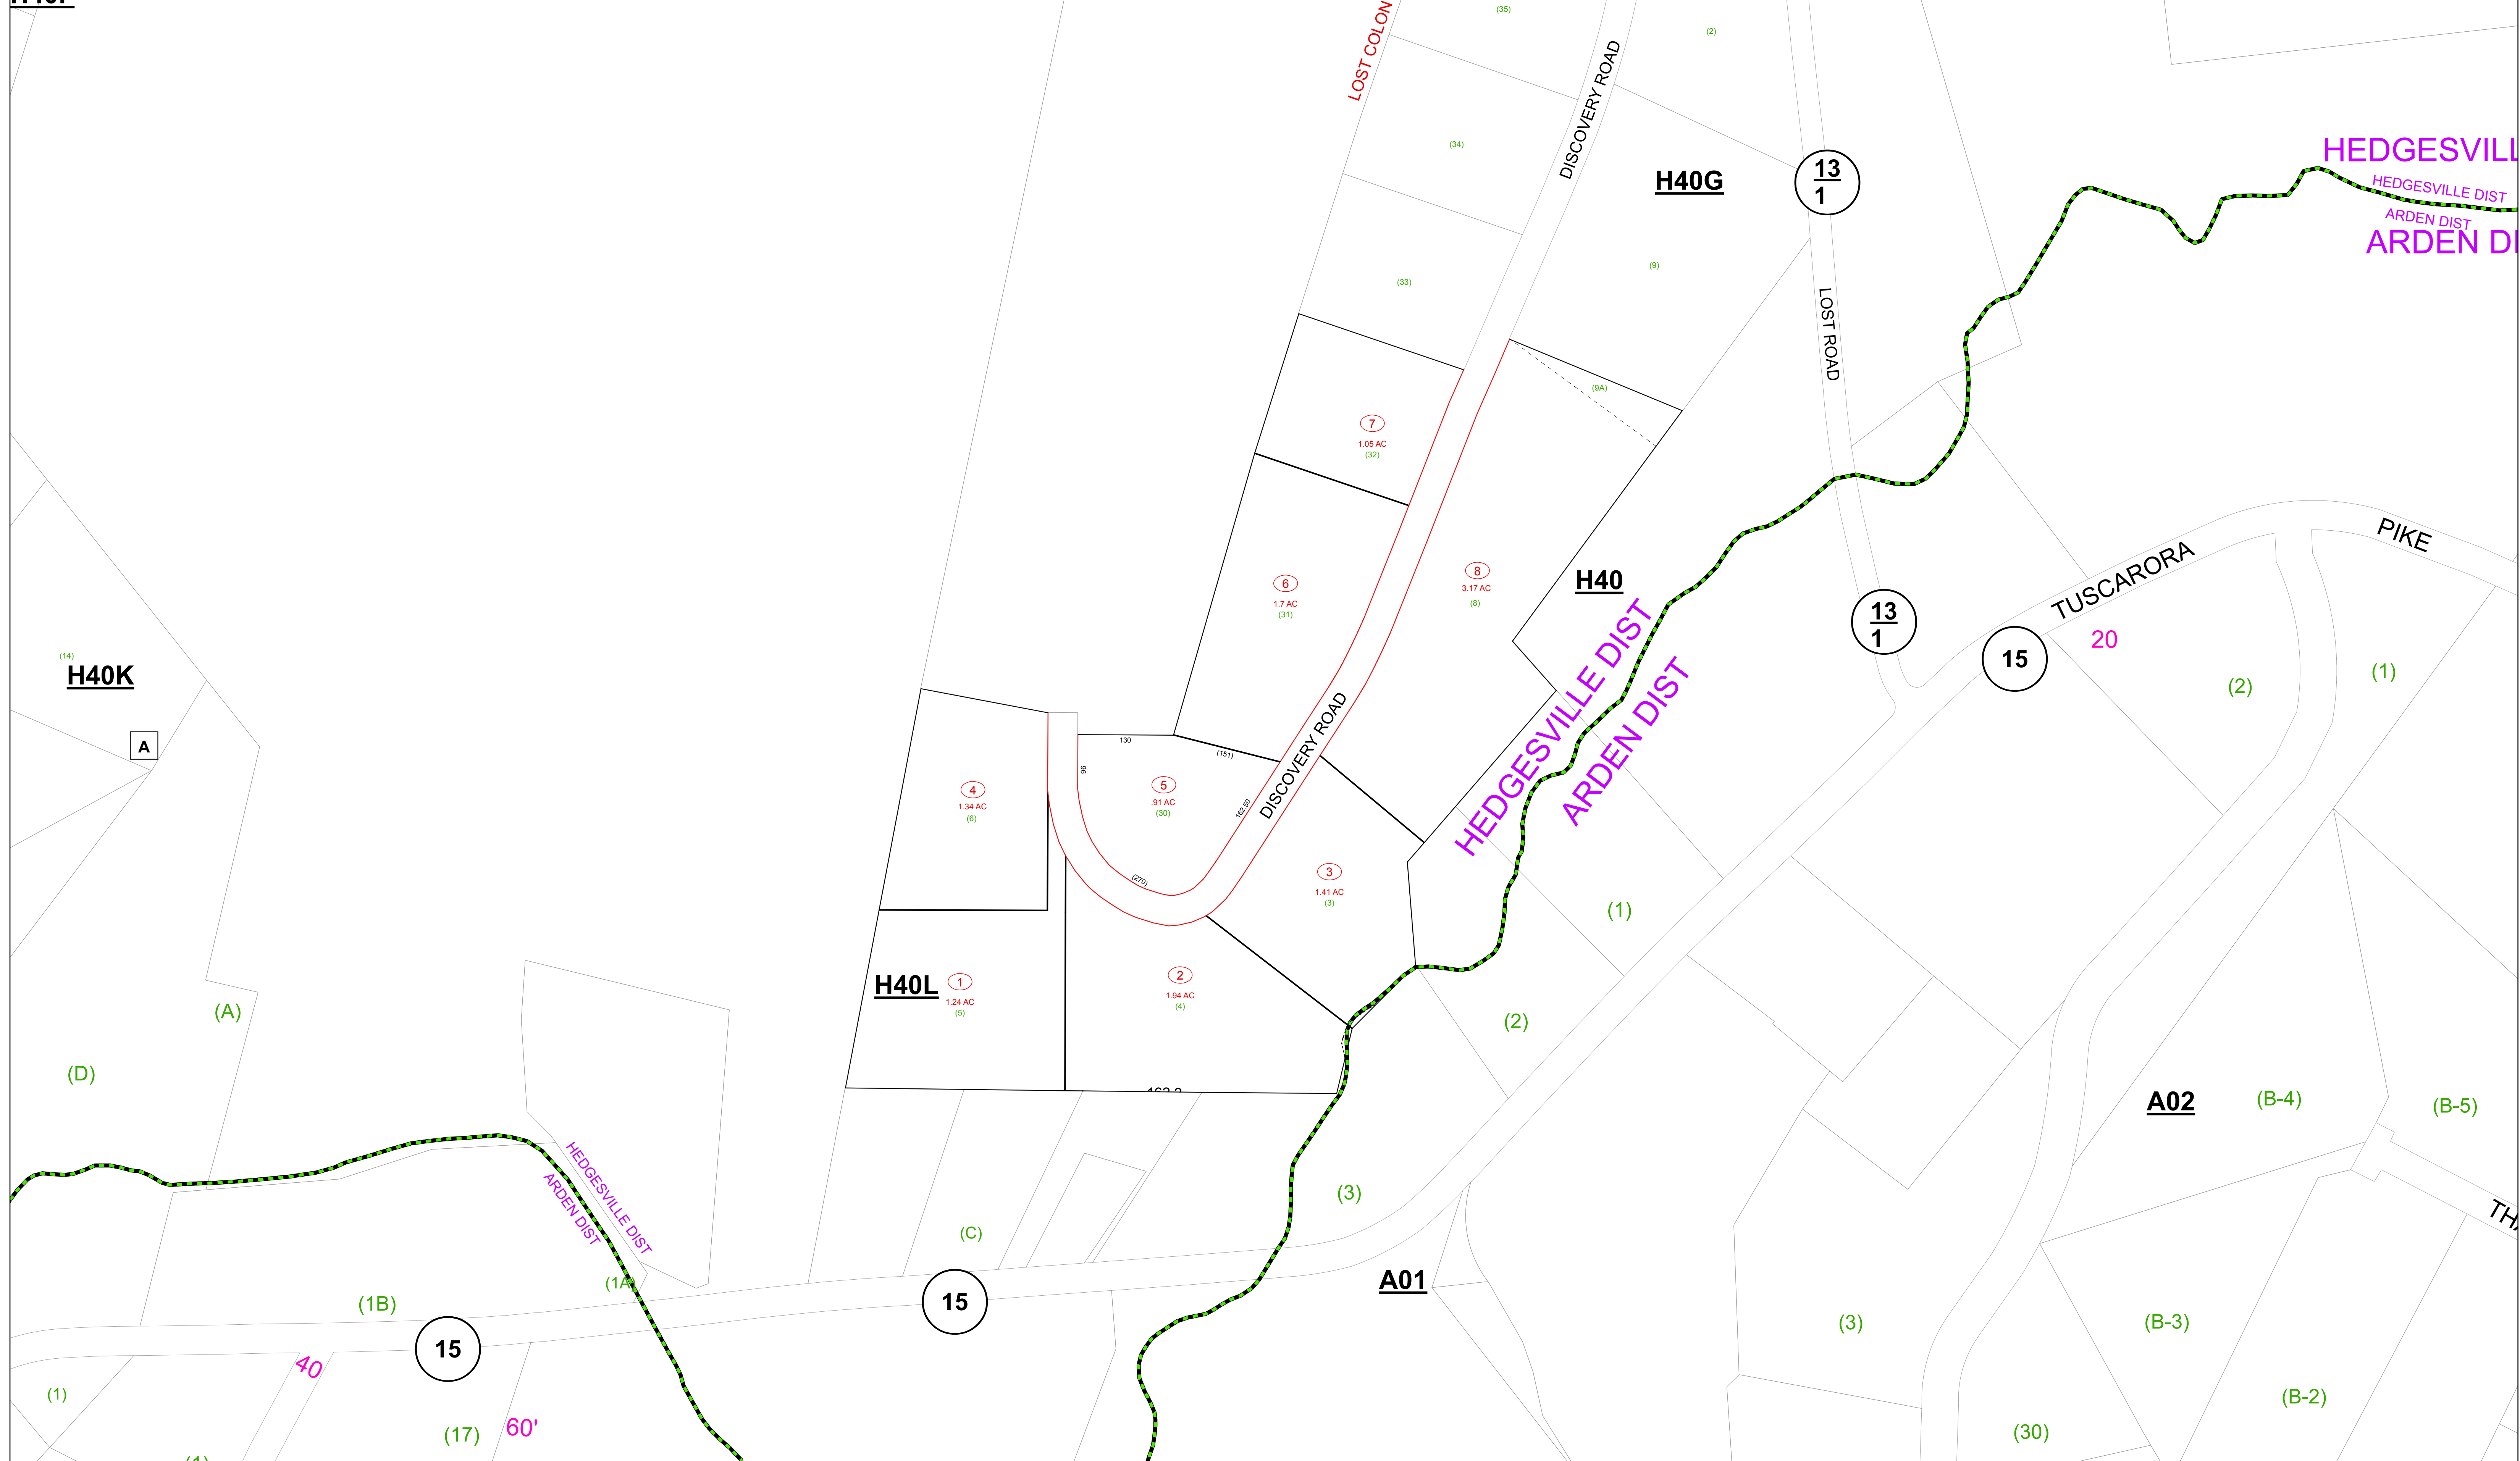 (35)
(2)
LOST COLON
DISCOVERY ROAD
(34)
H40G
13
1
HEDGESVILL
HEDGESVILLE DIST
ARDEN DIST
ARDEN DI
(9)
(33)
LOST ROAD
(9A)
7
1.05 AC
(32)
PIKE
TUSCARORA
6
1.7 AC
(31)
8
3.17 AC
(8)
H40
13
1
15
20
(1)
(2)
(14)
H40K
A
HEDGESVILLE DIST
ARDEN DIST
130
(151)
96
4
1.34 AC
(6)
5
.91 AC
(30)
162.50
DISCOVERY ROAD
(270)
3
1.41 AC
(3)
(1)
H40L
1
1.24 AC
(5)
2
1.94 AC
(4)
(A)
(2)
(D)
A02
(B-4)
(B-5)
HEDGESVILLE DIST
ARDEN DIST
(3)
(C)
(1A)
A01
15
(1B)
15
(3)
(B-3)
40
(1)
60'
(17)
(B-2)
(30)